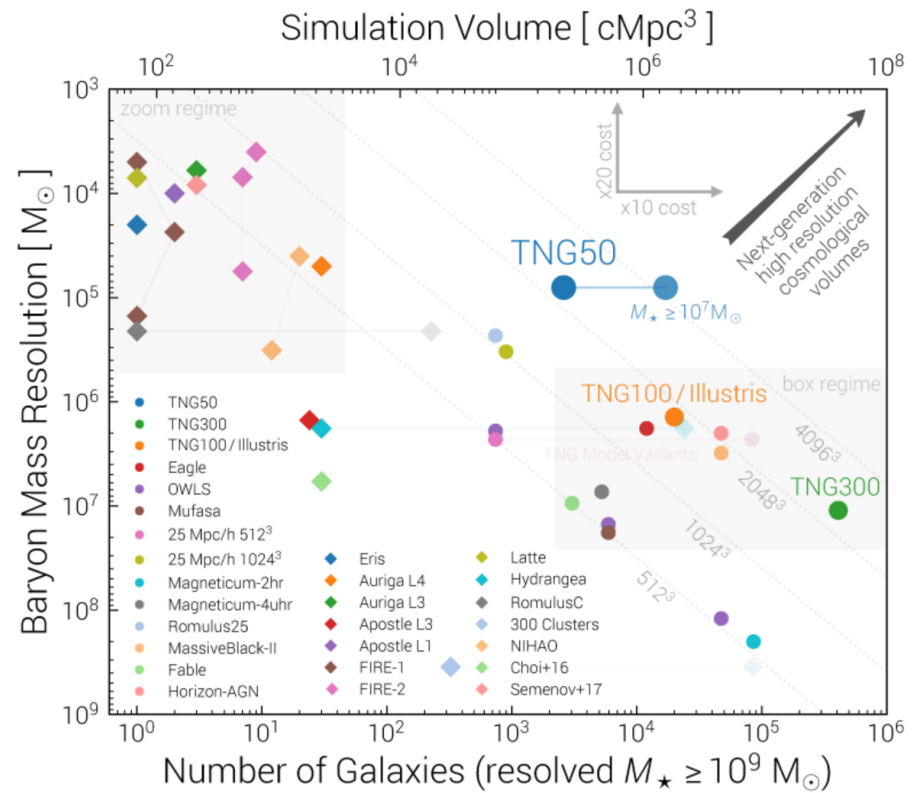 Simulation Volume [ cMpc³ ]
10² 10⁴ 10⁶ 10⁸
Baryon Mass Resolution [ M☉ ]
10³
10⁴
10⁵
10⁶
10⁷
10⁸
10⁹
zoom regime
x20 cost
x10 cost
Next-generation
high resolution
cosmological
volumes
TNG50
M⋆ ≥ 10⁷ M☉
box regime
TNG100 / Illustris
TNG Model Variants
TNG300
4096³
2048³
1024³
512³
TNG50
TNG300
TNG100 / Illustris
Eagle
OWLS
Mufasa
25 Mpc/h 512³
25 Mpc/h 1024³
Magneticum-2hr
Magneticum-4uhr
Romulus25
MassiveBlack-II
Fable
Horizon-AGN
Eris
Auriga L4
Auriga L3
Apostle L3
Apostle L1
FIRE-1
FIRE-2
Latte
Hydrangea
RomulusC
300 Clusters
NIHAO
Choi+16
Semenov+17
10⁰ 10¹ 10² 10³ 10⁴ 10⁵ 10⁶
Number of Galaxies (resolved M⋆ ≥ 10⁹ M☉)